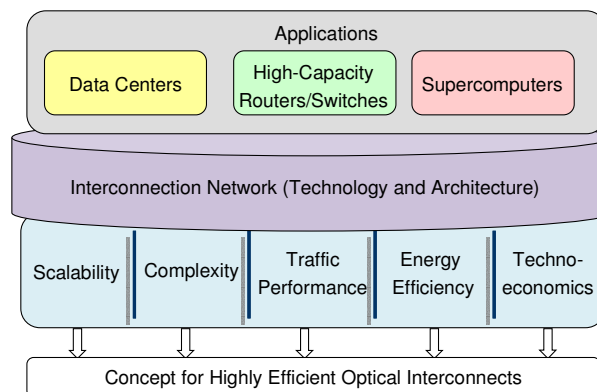 Applications
Data Centers
High-Capacity
Routers/Switches
Supercomputers
Interconnection Network (Technology and Architecture)
Scalability
Complexity
Traffic
Performance
Energy
Efficiency
Techno-
economics
Concept for Highly Efficient Optical Interconnects